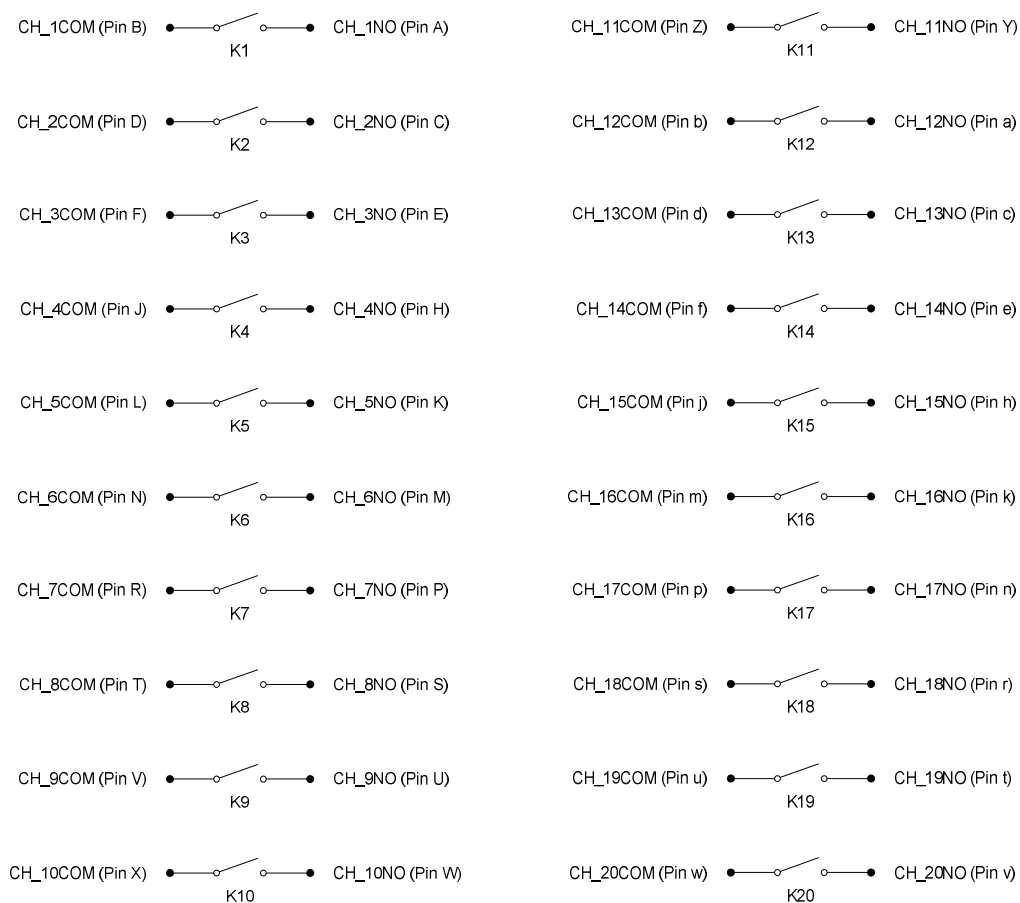 CH_1COM (Pin B) CH_1NO (Pin A) CH_11COM (Pin Z) CH_11NO (Pin Y)
K1 K11
CH_2COM (Pin D) CH_2NO (Pin C) CH_12COM (Pin b) CH_12NO (Pin a)
K2 K12
CH_3COM (Pin F) CH_3NO (Pin E) CH_13COM (Pin d) CH_13NO (Pin c)
K3 K13
CH_4COM (Pin J) CH_4NO (Pin H) CH_14COM (Pin f) CH_14NO (Pin e)
K4 K14
CH_5COM (Pin L) CH_5NO (Pin K) CH_15COM (Pin j) CH_15NO (Pin h)
K5 K15
CH_6COM (Pin N) CH_6NO (Pin M) CH_16COM (Pin m) CH_16NO (Pin k)
K6 K16
CH_7COM (Pin R) CH_7NO (Pin P) CH_17COM (Pin p) CH_17NO (Pin n)
K7 K17
CH_8COM (Pin T) CH_8NO (Pin S) CH_18COM (Pin s) CH_18NO (Pin r)
K8 K18
CH_9COM (Pin V) CH_9NO (Pin U) CH_19COM (Pin u) CH_19NO (Pin t)
K9 K19
CH_10COM (Pin X) CH_10NO (Pin W) CH_20COM (Pin w) CH_20NO (Pin v)
K10 K20